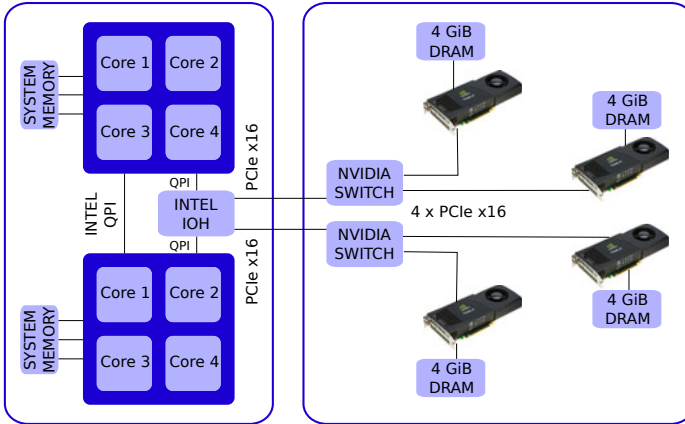 Core 1
Core 2
Core 3
Core 4
SYSTEM
MEMORY
QPI
INTEL
QPI
INTEL
IOH
QPI
PCIe x16
PCIe x16
Core 1
Core 2
Core 3
Core 4
SYSTEM
MEMORY
4 GiB
DRAM
4 GiB
DRAM
NVIDIA
SWITCH
4 x PCIe x16
NVIDIA
SWITCH
4 GiB
DRAM
4 GiB
DRAM